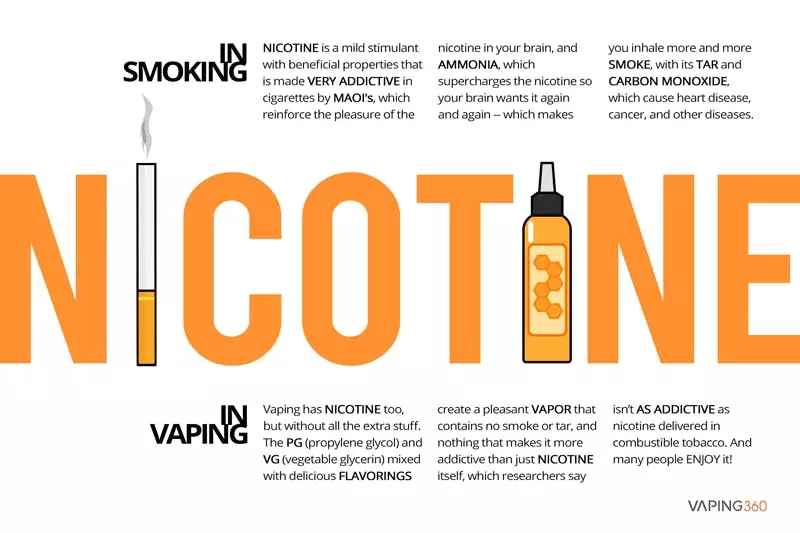 IN
SMOKING
NICOTINE is a mild stimulant
with beneficial properties that
is made VERY ADDICTIVE in
cigarettes by MAOI's, which
reinforce the pleasure of the
nicotine in your brain, and
AMMONIA, which
supercharges the nicotine so
your brain wants it again
and again -- which makes
you inhale more and more
SMOKE, with its TAR and
CARBON MONOXIDE,
which cause heart disease,
cancer, and other diseases.
NICOTINE
IN
VAPING
Vaping has NICOTINE too,
but without all the extra stuff.
The PG (propylene glycol) and
VG (vegetable glycerin) mixed
with delicious FLAVORINGS
create a pleasant VAPOR that
contains no smoke or tar, and
nothing that makes it more
addictive than just NICOTINE
itself, which researchers say
isn't AS ADDICTIVE as
nicotine delivered in
combustible tobacco. And
many people ENJOY it!
VAPING360